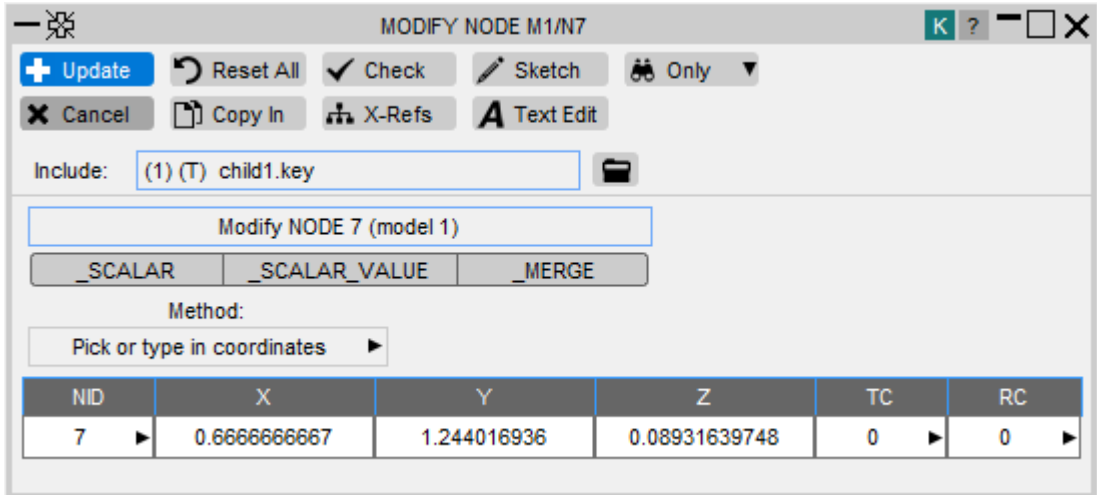 MODIFY NODE M1/N7 K ?
Update Reset All Check Sketch Only
Cancel Copy In X-Refs A Text Edit
Include: (1) (T) child1.key
Modify NODE 7 (model 1)
_SCALAR _SCALAR_VALUE _MERGE
Method:
Pick or type in coordinates
NID X Y Z TC RC
7 0.6666666667 1.244016936 0.08931639748 0 0